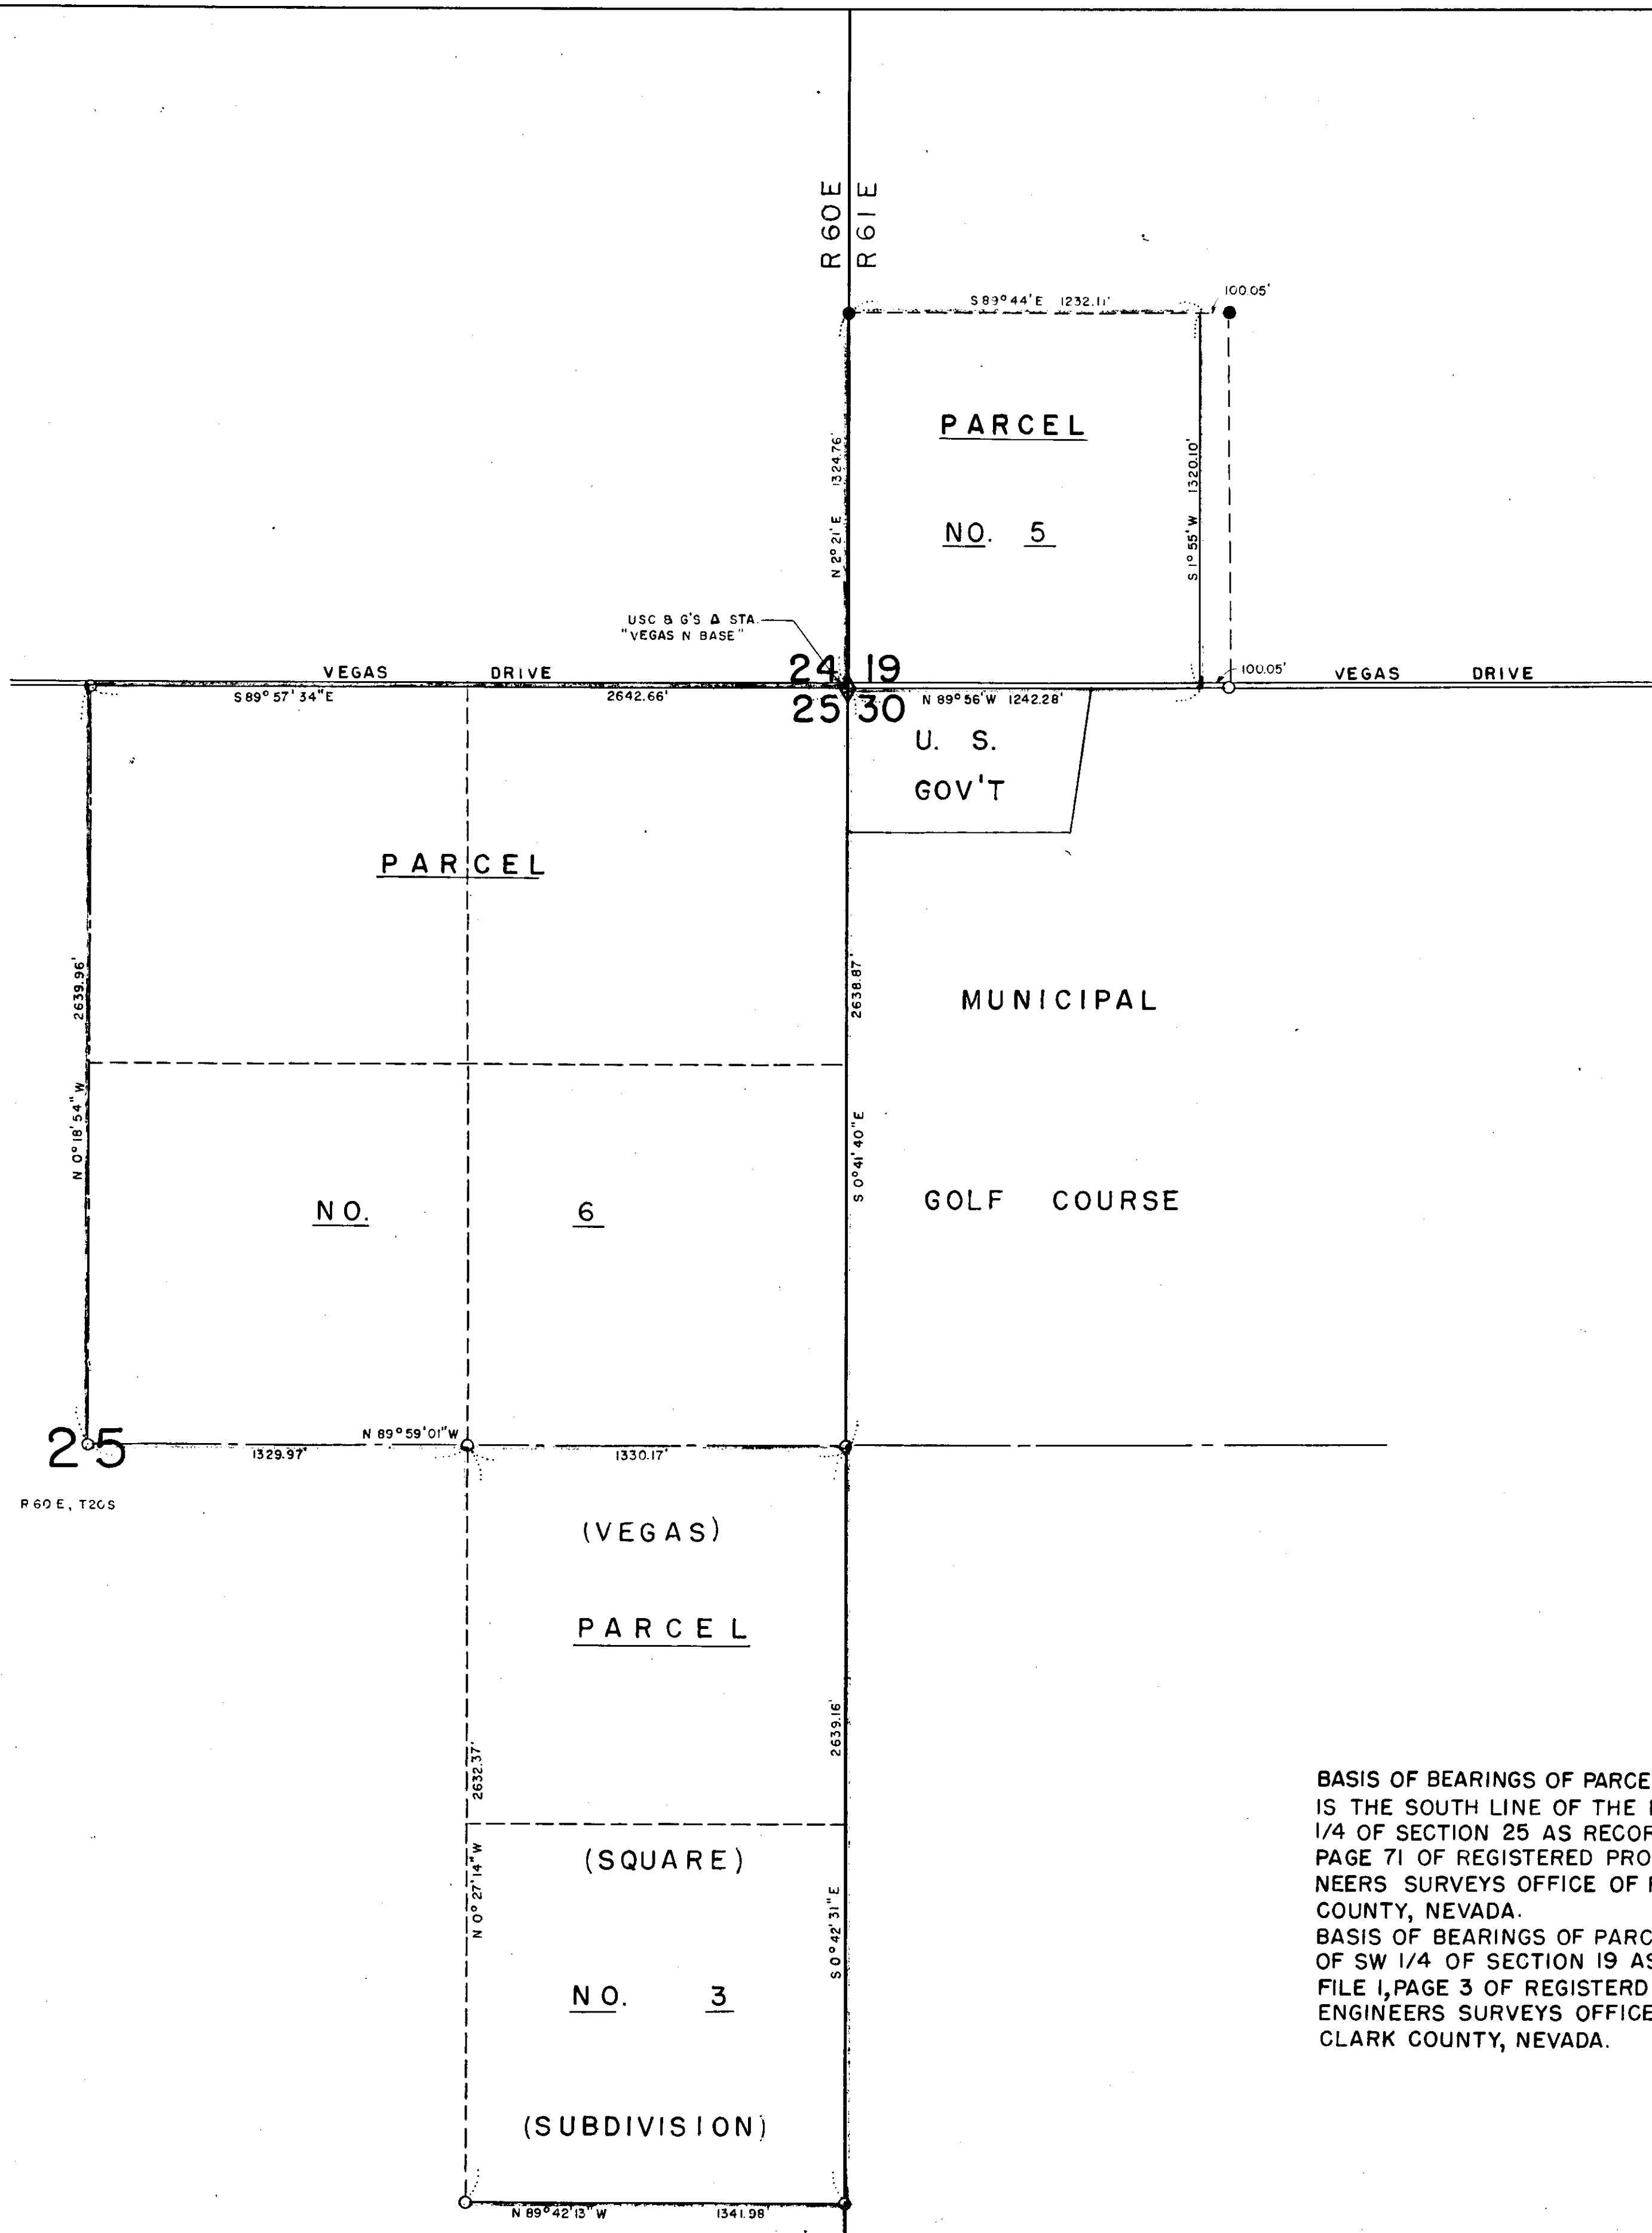 R 60E
R 61E
S 89° 44' E 1232.11'
100.05'
PARCEL
NO. 5
N 2° 21' E 1324.76'
S 1° 55' W 1320.10'
USC & G'S Δ STA.
"VEGAS N BASE"
24 19
25 30
VEGAS DRIVE
S 89° 57' 34" E 2642.66'
N 89° 56' W 1242.28'
100.05'
VEGAS DRIVE
U. S.
GOV'T
PARCEL
NO. 6
N 0° 18' 54" W 2639.96'
S 0° 41' 40" E 2638.87'
MUNICIPAL
GOLF COURSE
25
N 89° 59' 01" W
1329.97'
1330.17'
R 60 E, T20S
(VEGAS)
PARCEL
(SQUARE)
NO. 3
(SUBDIVISION)
N 0° 27' 14" W 2632.37'
S 0° 42' 31" E 2639.16'
N 89° 42' 13" W 1341.98'
BASIS OF BEARINGS OF PARCE
IS THE SOUTH LINE OF THE
1/4 OF SECTION 25 AS RECOR
PAGE 71 OF REGISTERED PRO
NEERS SURVEYS OFFICE OF
COUNTY, NEVADA.
BASIS OF BEARINGS OF PARC
OF SW 1/4 OF SECTION 19 AS
FILE 1, PAGE 3 OF REGISTERD
ENGINEERS SURVEYS OFFICE
CLARK COUNTY, NEVADA.